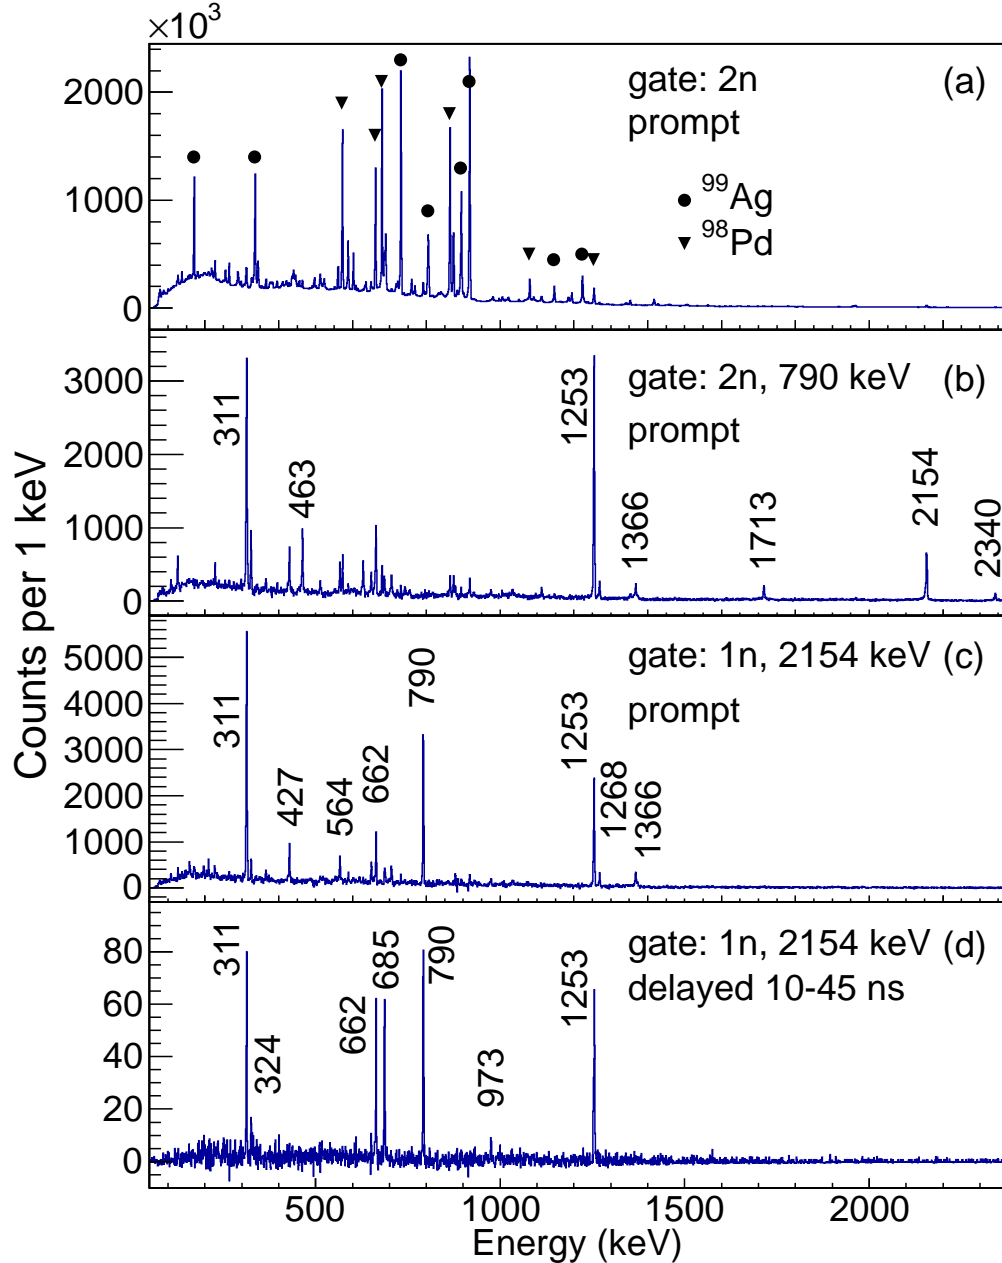 ×10³
gate: 2n
(a)
prompt
⁹⁹Ag
⁹⁸Pd
2000
1000
0
gate: 2n, 790 keV
(b)
prompt
311
463
1253
1366
1713
2154
2340
3000
2000
1000
0
gate: 1n, 2154 keV
(c)
prompt
311
427
564
662
790
1253
1268
1366
5000
4000
3000
2000
1000
0
gate: 1n, 2154 keV
(d)
delayed 10-45 ns
311
324
662
685
790
973
1253
80
60
40
20
0
500
1000
1500
2000
Energy (keV)
Counts per 1 keV